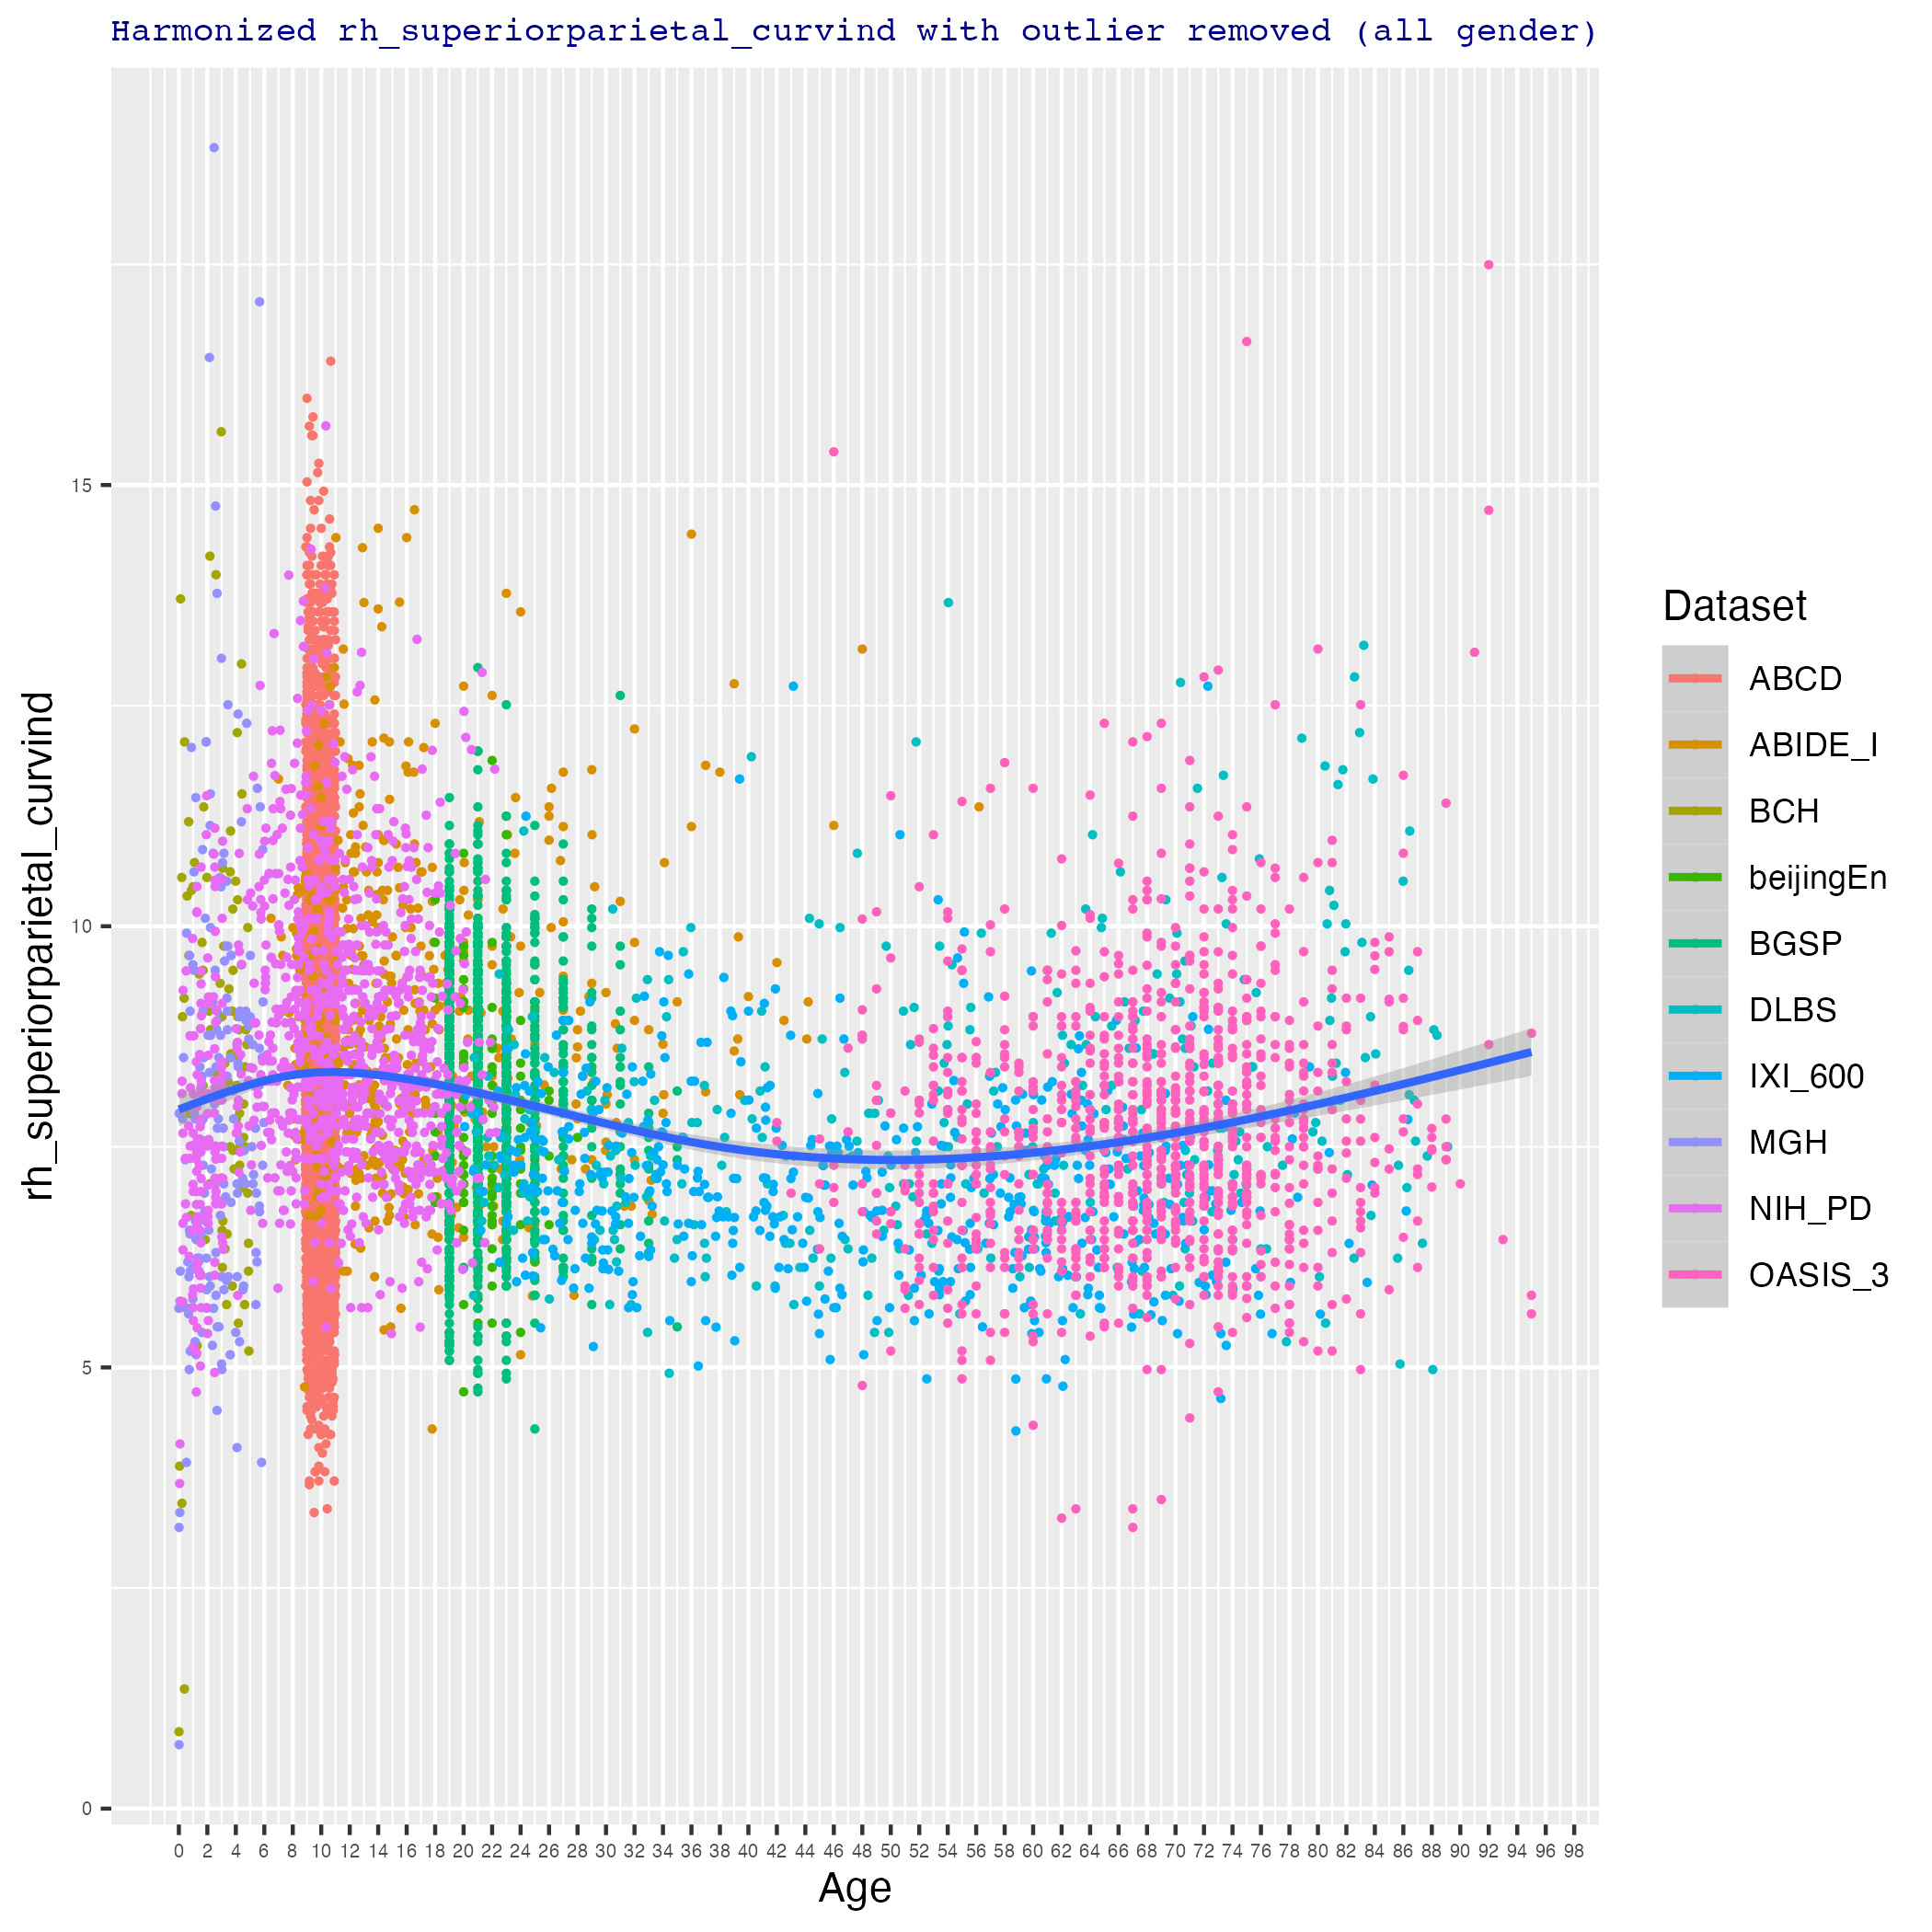 Harmonized rh_superiorparietal_curvind with outlier removed (all gender)
rh_superiorparietal_curvind
15
10
5
0
0 2 4 6 8 10 12 14 16 18 20 22 24 26 28 30 32 34 36 38 40 42 44 46 48 50 52 54 56 58 60 62 64 66 68 70 72 74 76 78 80 82 84 86 88 90 92 94 96 98
Age
Dataset
ABCD
ABIDE_I
BCH
beijingEn
BGSP
DLBS
IXI_600
MGH
NIH_PD
OASIS_3